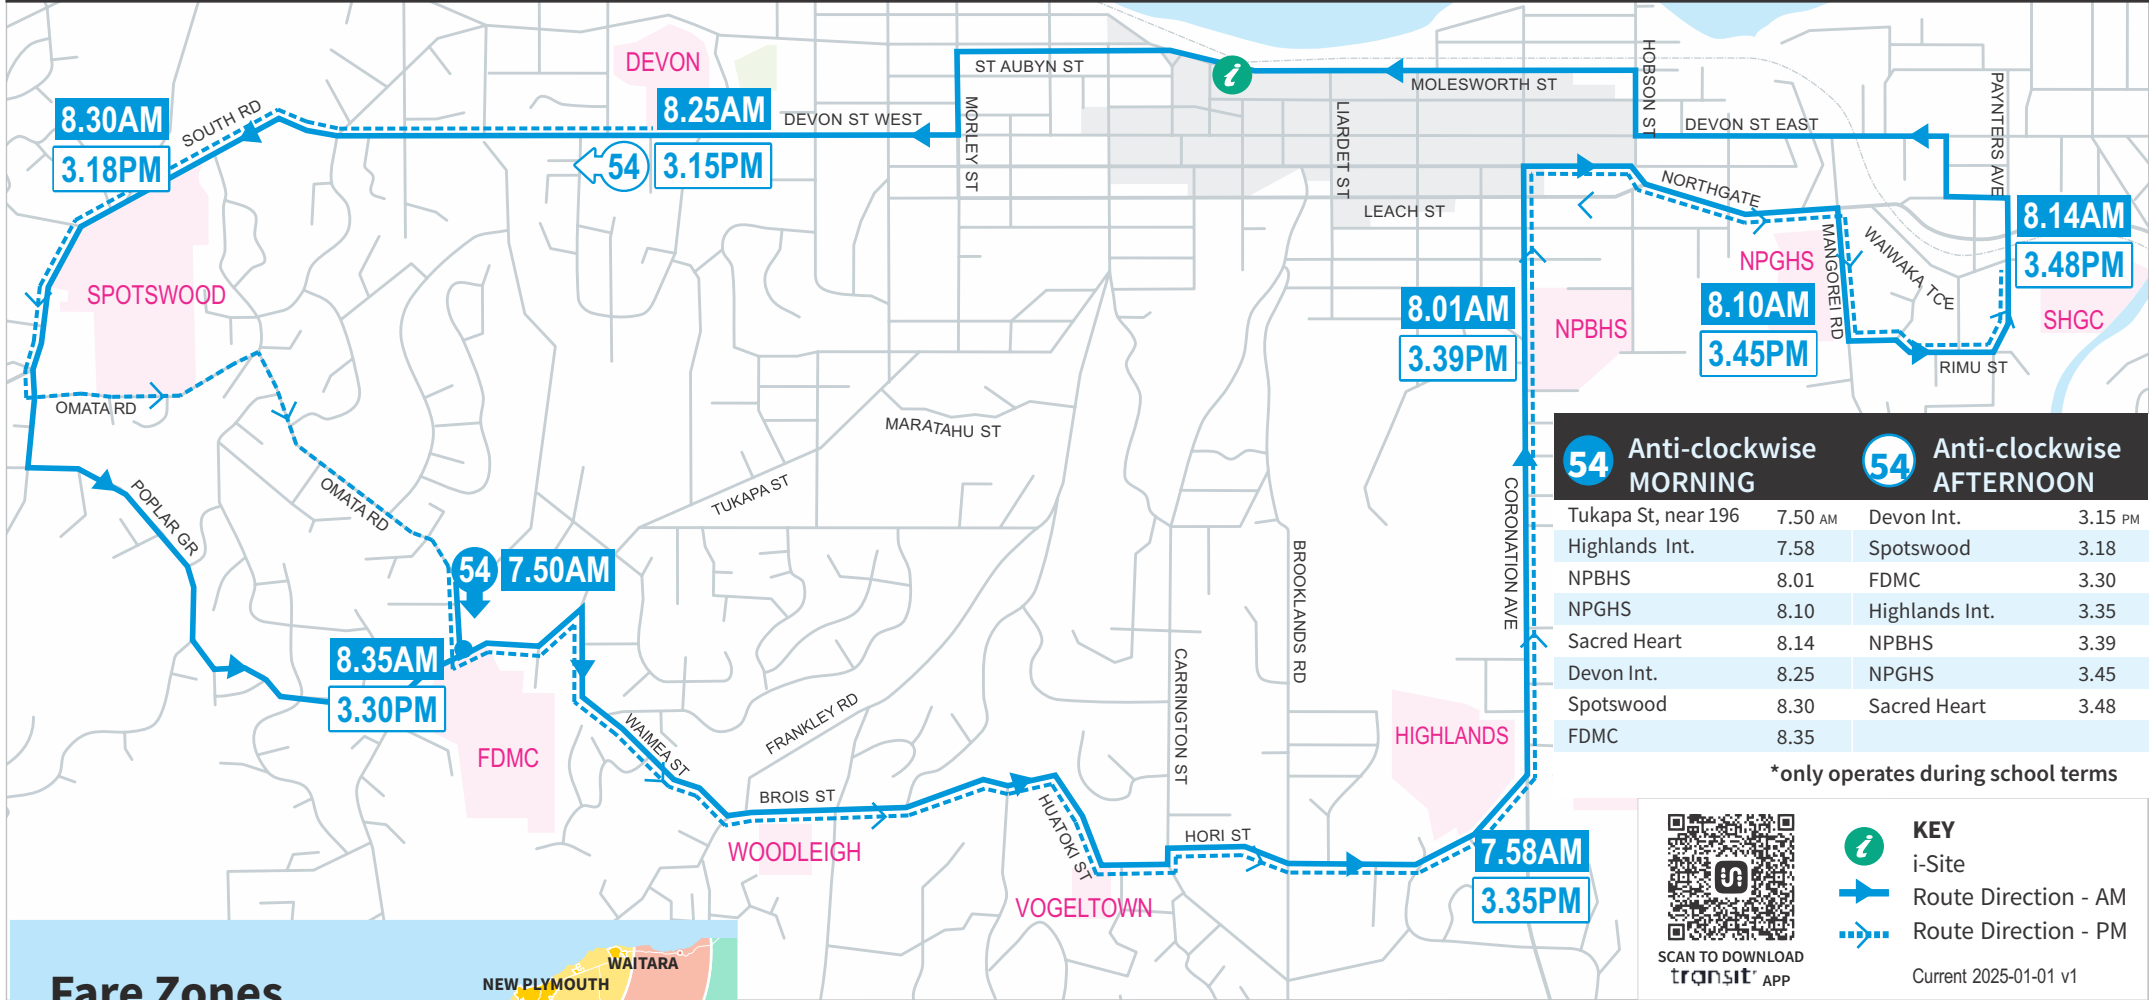 DEVON
ST AUBYN ST
MOLESWORTH ST
HOBSON ST
PAYNTERS AVE
8.30AM
3.18PM
SOUTH RD
8.25AM
3.15PM
54
DEVON ST WEST
MORLEY ST
LIARDET ST
DEVON ST EAST
LEACH ST
NORTHGATE
NPGHS
MANGOREI RD
WAIWAKA TCE
8.14AM
3.48PM
SHGC
SPOTSWOOD
8.01AM
3.39PM
NPBHS
8.10AM
3.45PM
RIMU ST
OMATA RD
MARATAHU ST
TUKAPA ST
POPLAR GR
OMATA RD
54
7.50AM
CORONATION AVE
BROOKLANDS RD
CARRINGTON ST
8.35AM
3.30PM
FDMC
WAIMEA ST
FRANKLEY RD
BROIS ST
WOODLEIGH
HUATOKI ST
VOGELTOWN
HORI ST
HIGHLANDS
7.58AM
3.35PM
54 Anti-clockwise MORNING
54 Anti-clockwise AFTERNOON
Tukapa St, near 196 7.50 AM Devon Int. 3.15 PM
Highlands Int. 7.58 Spotswood 3.18
NPBHS 8.01 FDMC 3.30
NPGHS 8.10 Highlands Int. 3.35
Sacred Heart 8.14 NPBHS 3.39
Devon Int. 8.25 NPGHS 3.45
Spotswood 8.30 Sacred Heart 3.48
FDMC 8.35
*only operates during school terms
SCAN TO DOWNLOAD
transit APP
KEY
i-Site
Route Direction - AM
Route Direction - PM
Current 2025-01-01 v1
Fare Zones
WAITARA
NEW PLYMOUTH